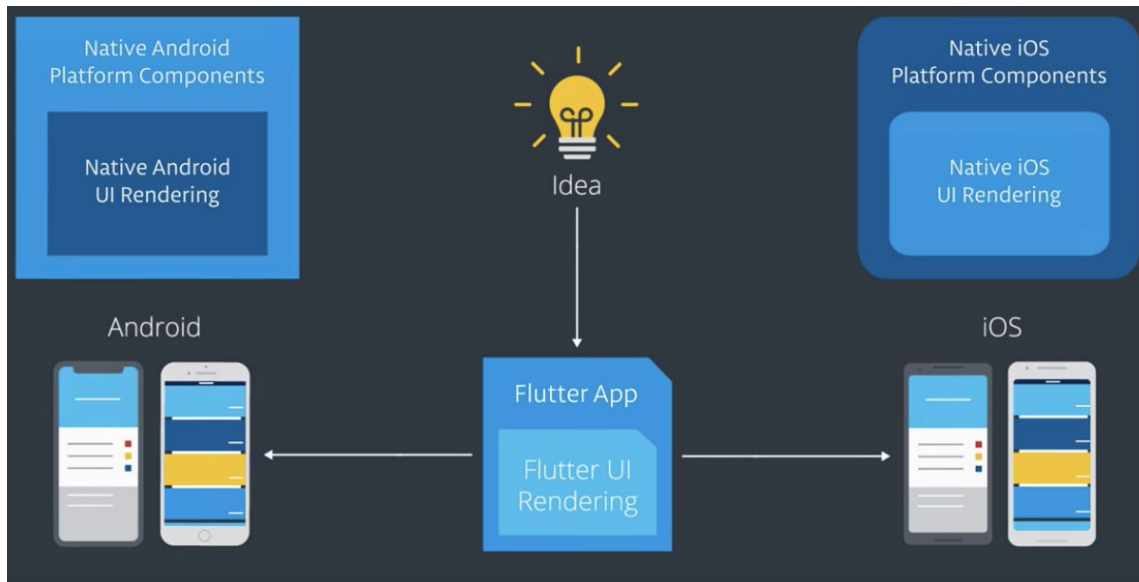 Native Android
Platform Components
Native Android
UI Rendering
Idea
Native iOS
Platform Components
Native iOS
UI Rendering
Android
iOS
Flutter App
Flutter UI
Rendering